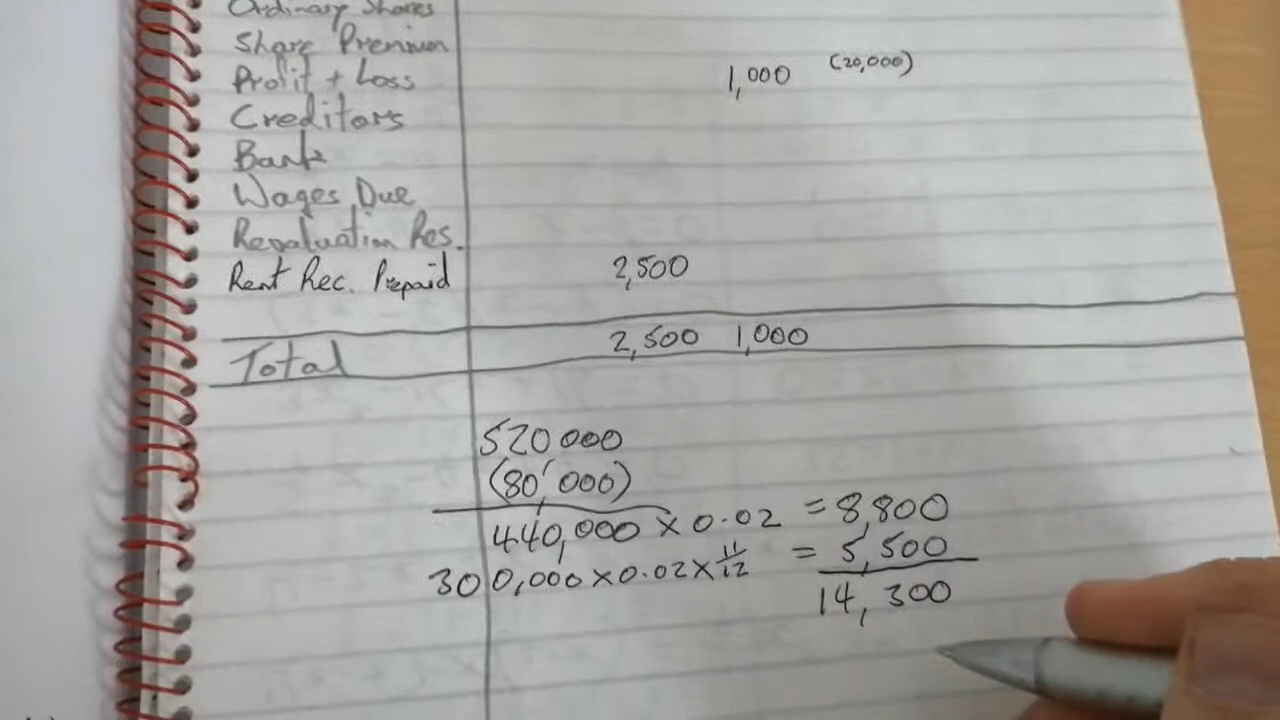 Ordinary Shares
Share Premium
Profit + Loss 1,000 (20,000)
Creditors
Bank
Wages Due
Revaluation Res.
Rent Rec. Prepaid 2,500
Total 2,500 1,000
520 000
(80,000)
440,000 x 0.02 = 8,800
300,000 x 0.02 x 11/12 = 5,500
14,300